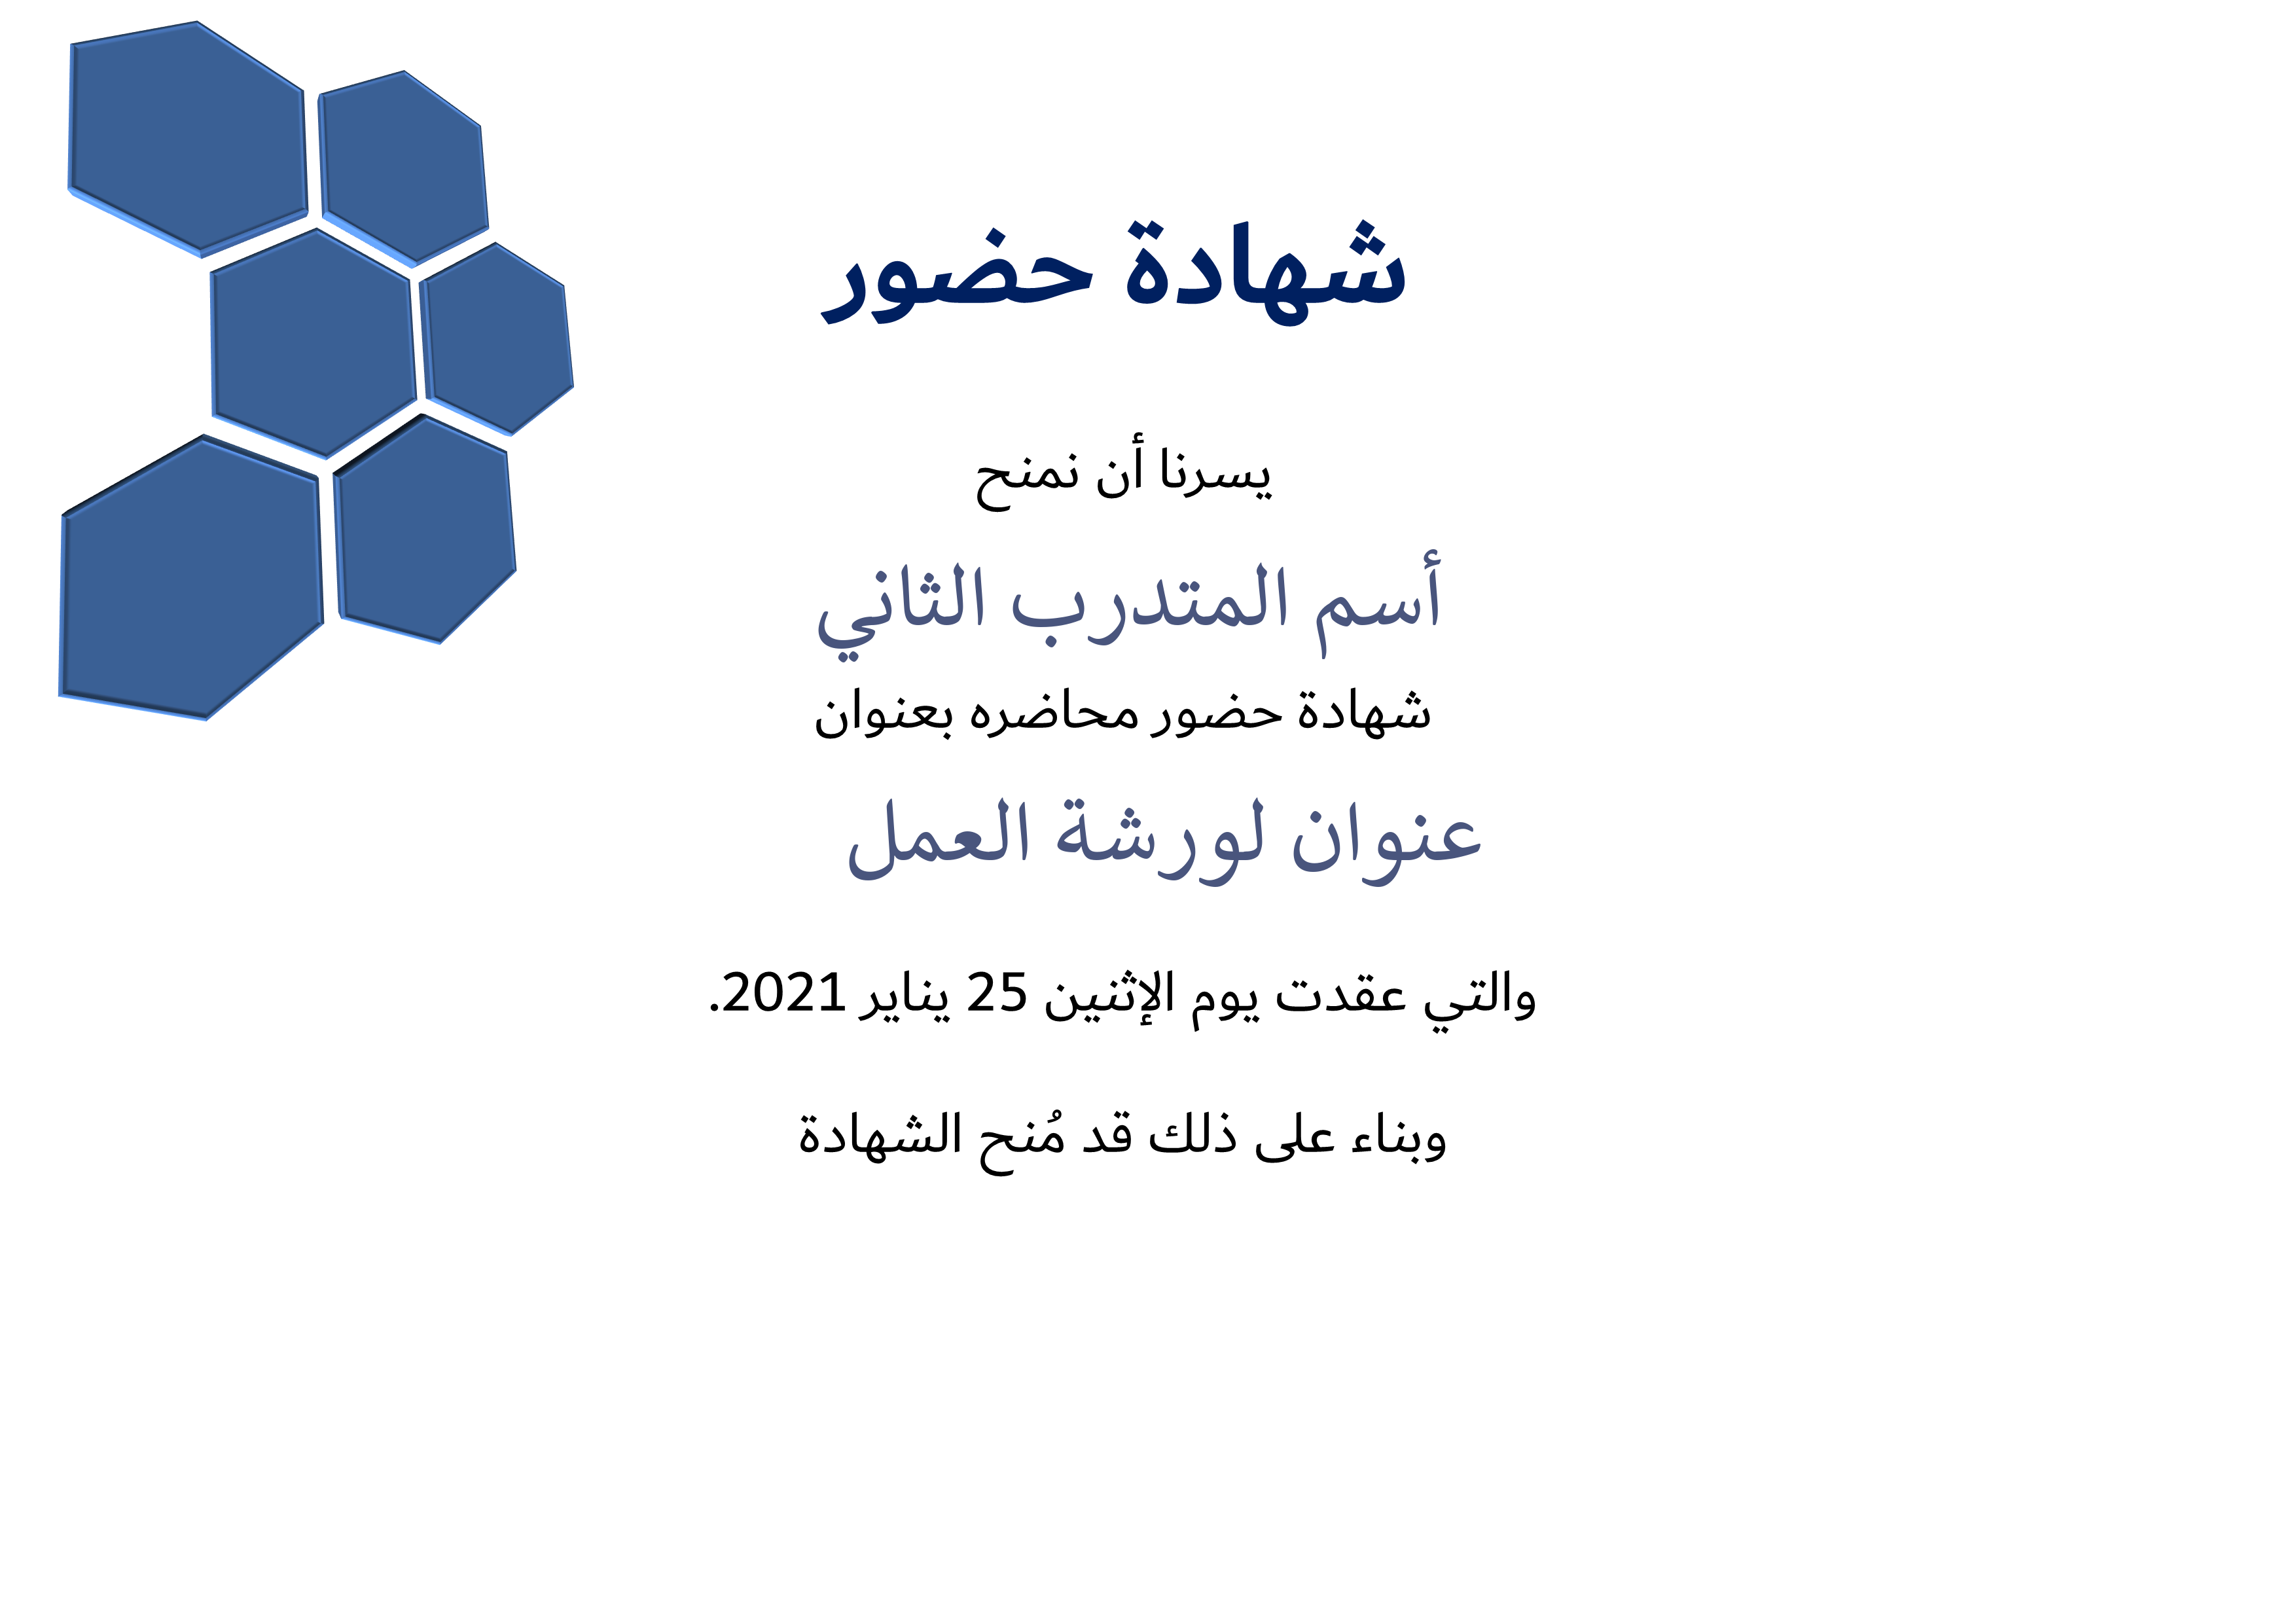 شهادة حضور
يسرنا أن نمنح
أسم المتدرب الثاني
شهادة حضور محاضره بعنوان
عنوان لورشة العمل
والتي عقدت يوم الإثنين 25 يناير 2021.
وبناء على ذلك قد مُنح الشهادة